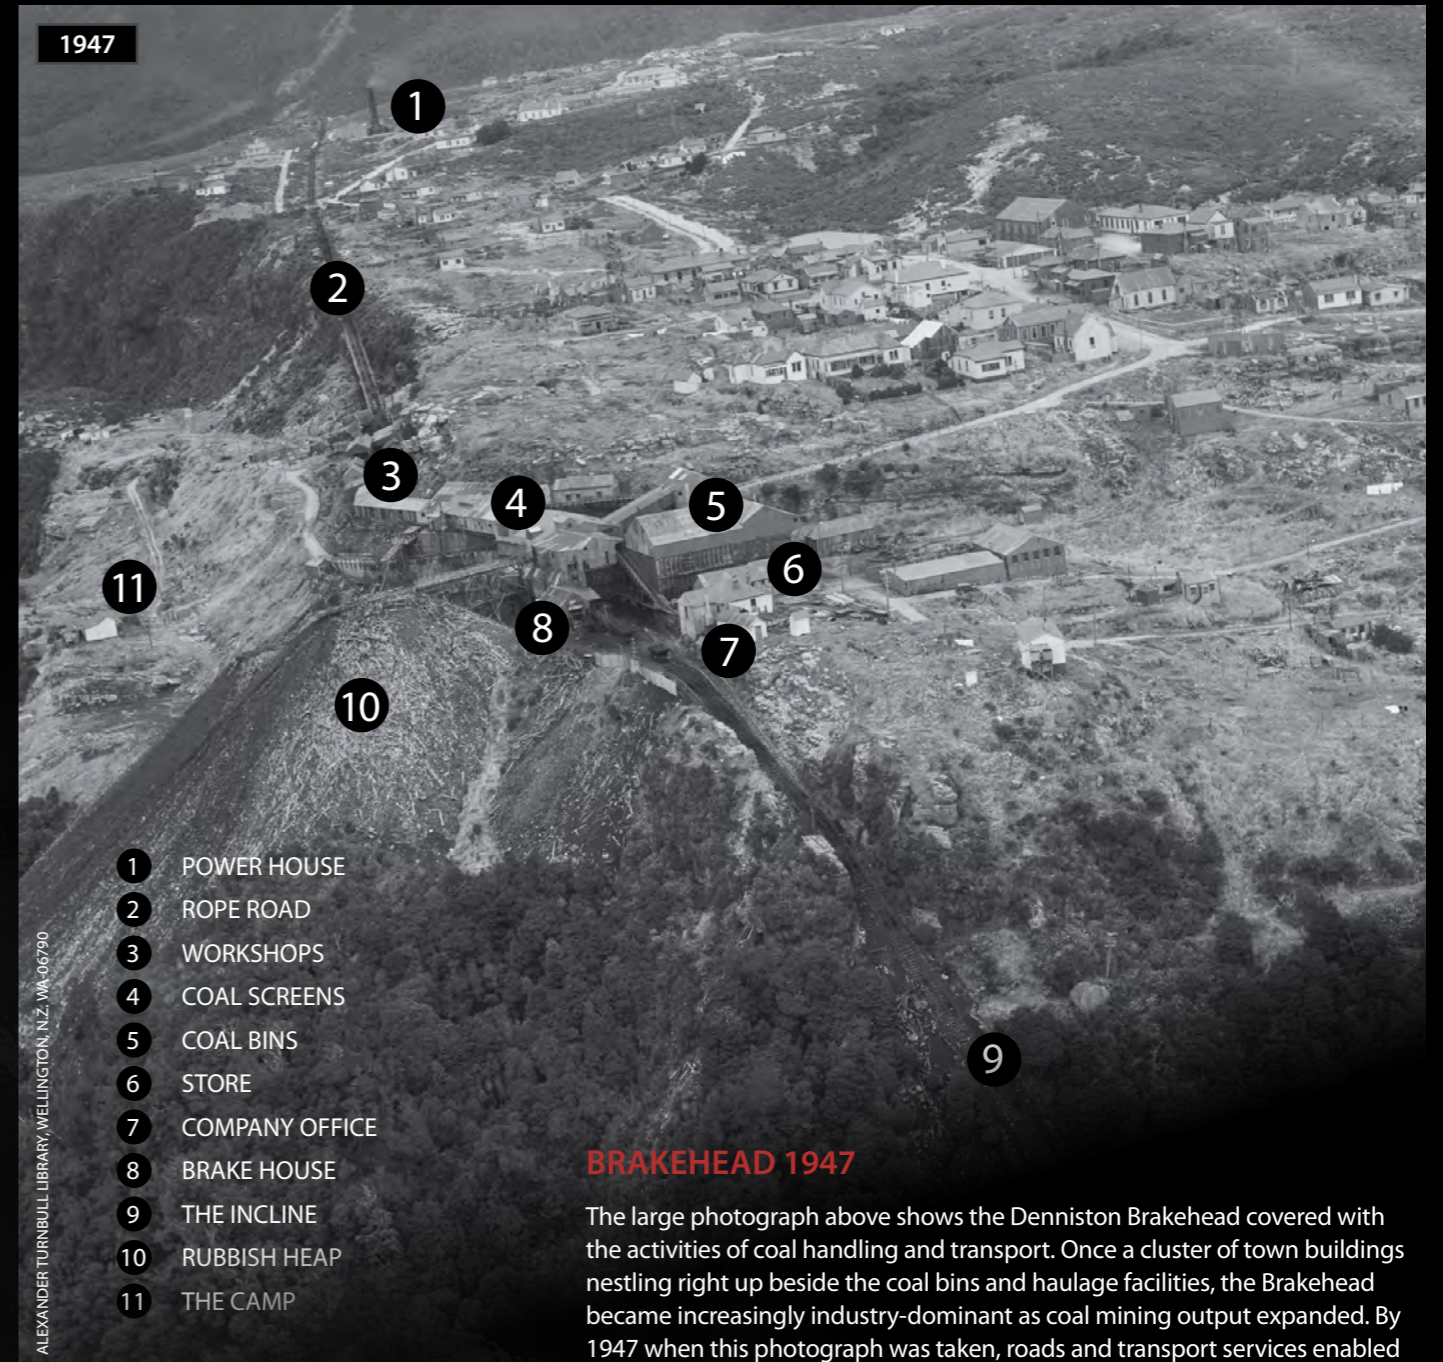 1947
1
2
3
4
5
6
7
8
9
10
11
1 POWER HOUSE
2 ROPE ROAD
3 WORKSHOPS
4 COAL SCREENS
5 COAL BINS
6 STORE
7 COMPANY OFFICE
8 BRAKE HOUSE
9 THE INCLINE
10 RUBBISH HEAP
11 THE CAMP
ALEXANDER TURNBULL LIBRARY, WELLINGTON, N.Z. WA-06790
BRAKEHEAD 1947
The large photograph above shows the Denniston Brakehead covered with
the activities of coal handling and transport. Once a cluster of town buildings
nestling right up beside the coal bins and haulage facilities, the Brakehead
became increasingly industry-dominant as coal mining output expanded. By
1947 when this photograph was taken, roads and transport services enabled